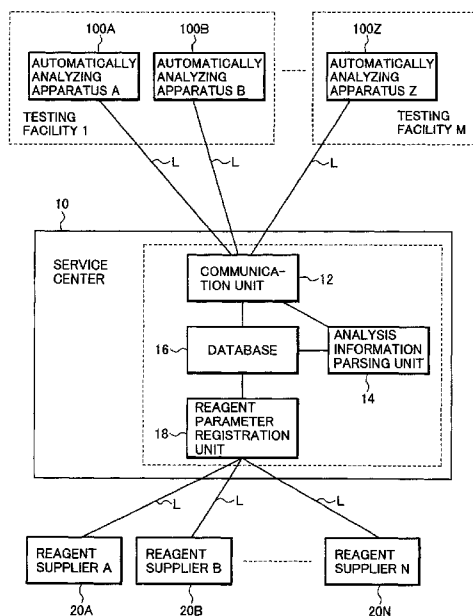 100A
100B
100Z
AUTOMATICALLY
ANALYZING
APPARATUS A
AUTOMATICALLY
ANALYZING
APPARATUS B
AUTOMATICALLY
ANALYZING
APPARATUS Z
TESTING
FACILITY 1
TESTING
FACILITY M
L
L
L
10
SERVICE
CENTER
COMMUNICA-
TION UNIT
12
16
DATABASE
ANALYSIS
INFORMATION
PARSING UNIT
14
18
REAGENT
PARAMETER
REGISTRATION
UNIT
L
L
L
REAGENT
SUPPLIER A
REAGENT
SUPPLIER B
REAGENT
SUPPLIER N
20A
20B
20N